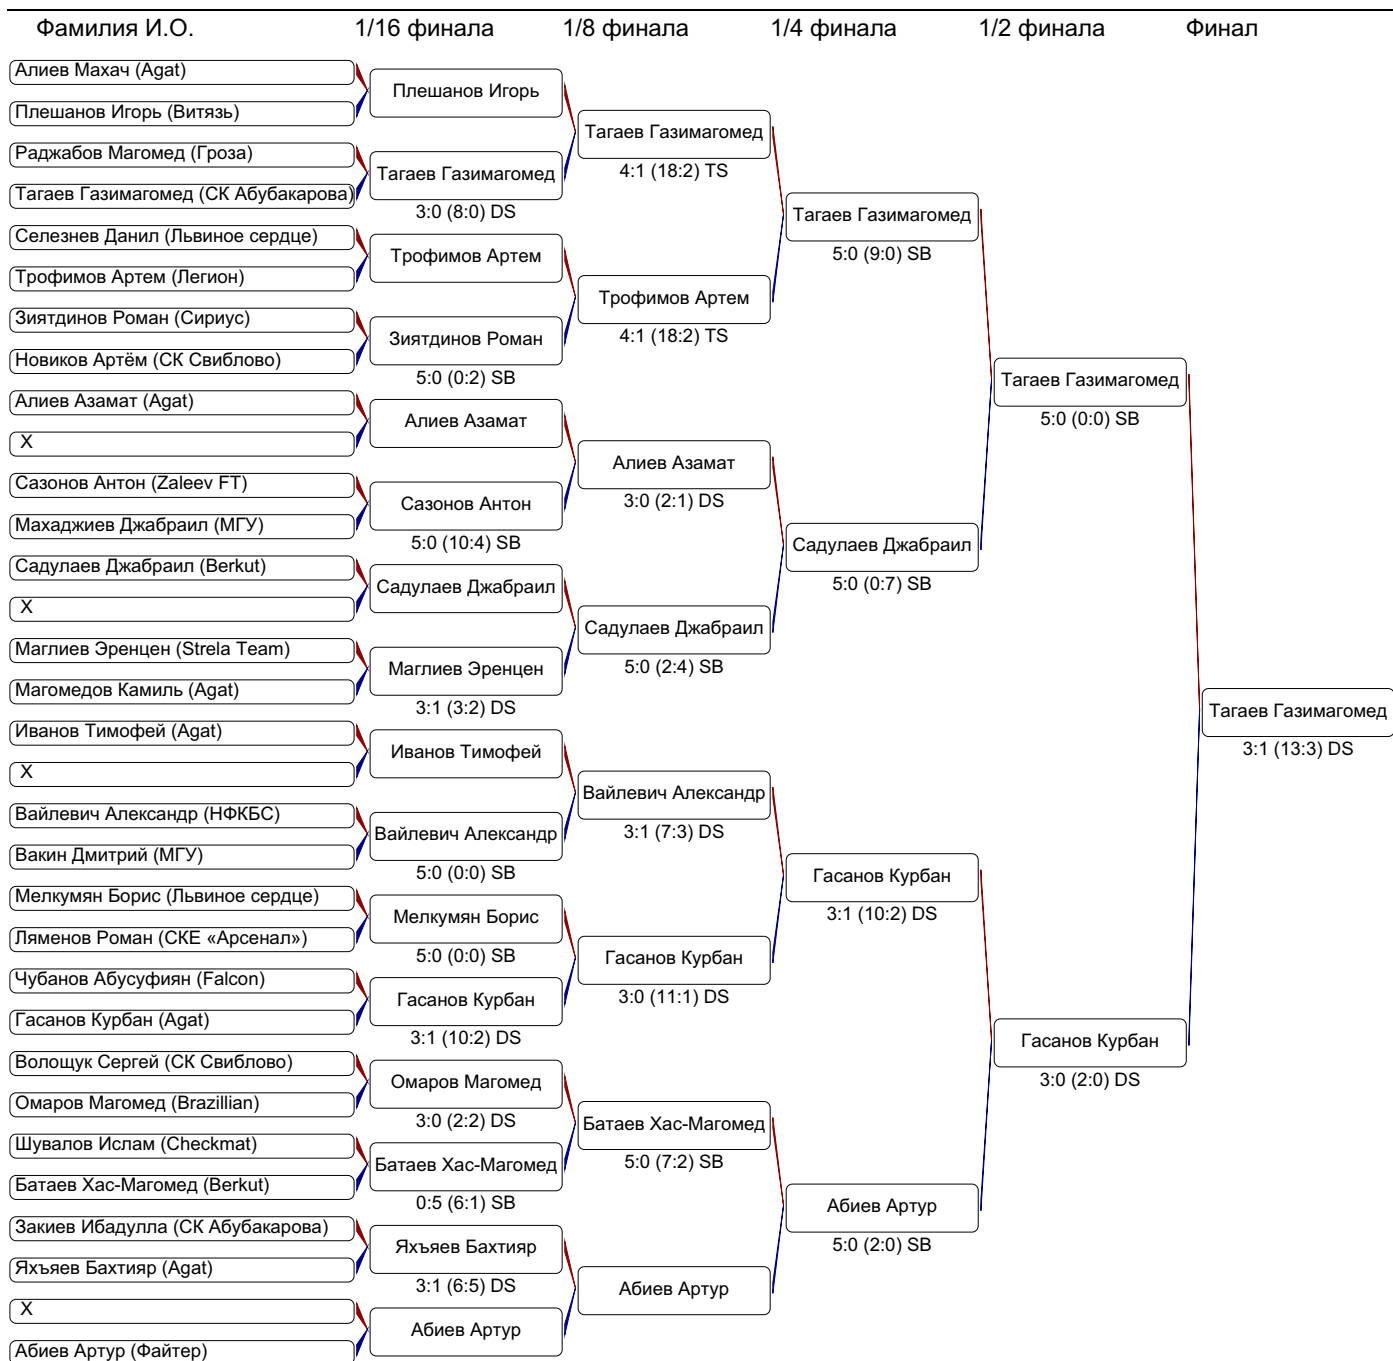 Фамилия И.О.
1/16 финала
1/8 финала
1/4 финала
1/2 финала
Финал
Алиев Махач (Agat)
Плешанов Игорь (Витязь)
Раджабов Магомед (Гроза)
Тагаев Газимагомед (СК Абубакарова)
Селезнев Данил (Львиное сердце)
Трофимов Артем (Легион)
Зиятдинов Роман (Сириус)
Новиков Артём (СК Свиблово)
Алиев Азамат (Agat)
X
Сазонов Антон (Zaleev FT)
Махаджиев Джабраил (МГУ)
Садулаев Джабраил (Berkut)
X
Маглиев Эренцен (Strela Team)
Магомедов Камиль (Agat)
Иванов Тимофей (Agat)
X
Вайлевич Александр (НФКБС)
Вакин Дмитрий (МГУ)
Мелкумян Борис (Львиное сердце)
Ляменов Роман (СКЕ «Арсенал»)
Чубанов Абусуфиян (Falcon)
Гасанов Курбан (Agat)
Волощук Сергей (СК Свиблово)
Омаров Магомед (Brazillian)
Шувалов Ислам (Checkmat)
Батаев Хас-Магомед (Berkut)
Закиев Ибадулла (СК Абубакарова)
Яхъяев Бахтияр (Agat)
X
Абиев Артур (Файтер)
Плешанов Игорь
Тагаев Газимагомед
3:0 (8:0) DS
Трофимов Артем
Зиятдинов Роман
5:0 (0:2) SB
Алиев Азамат
Сазонов Антон
5:0 (10:4) SB
Садулаев Джабраил
Маглиев Эренцен
3:1 (3:2) DS
Иванов Тимофей
Вайлевич Александр
5:0 (0:0) SB
Мелкумян Борис
5:0 (0:0) SB
Гасанов Курбан
3:1 (10:2) DS
Омаров Магомед
3:0 (2:2) DS
Батаев Хас-Магомед
0:5 (6:1) SB
Яхъяев Бахтияр
3:1 (6:5) DS
Абиев Артур
Тагаев Газимагомед
4:1 (18:2) TS
Трофимов Артем
4:1 (18:2) TS
Алиев Азамат
3:0 (2:1) DS
Садулаев Джабраил
5:0 (2:4) SB
Вайлевич Александр
3:1 (7:3) DS
Гасанов Курбан
3:0 (11:1) DS
Батаев Хас-Магомед
5:0 (7:2) SB
Абиев Артур
Тагаев Газимагомед
5:0 (9:0) SB
Садулаев Джабраил
5:0 (0:7) SB
Гасанов Курбан
3:1 (10:2) DS
Абиев Артур
5:0 (2:0) SB
Тагаев Газимагомед
5:0 (0:0) SB
Гасанов Курбан
3:0 (2:0) DS
Тагаев Газимагомед
3:1 (13:3) DS